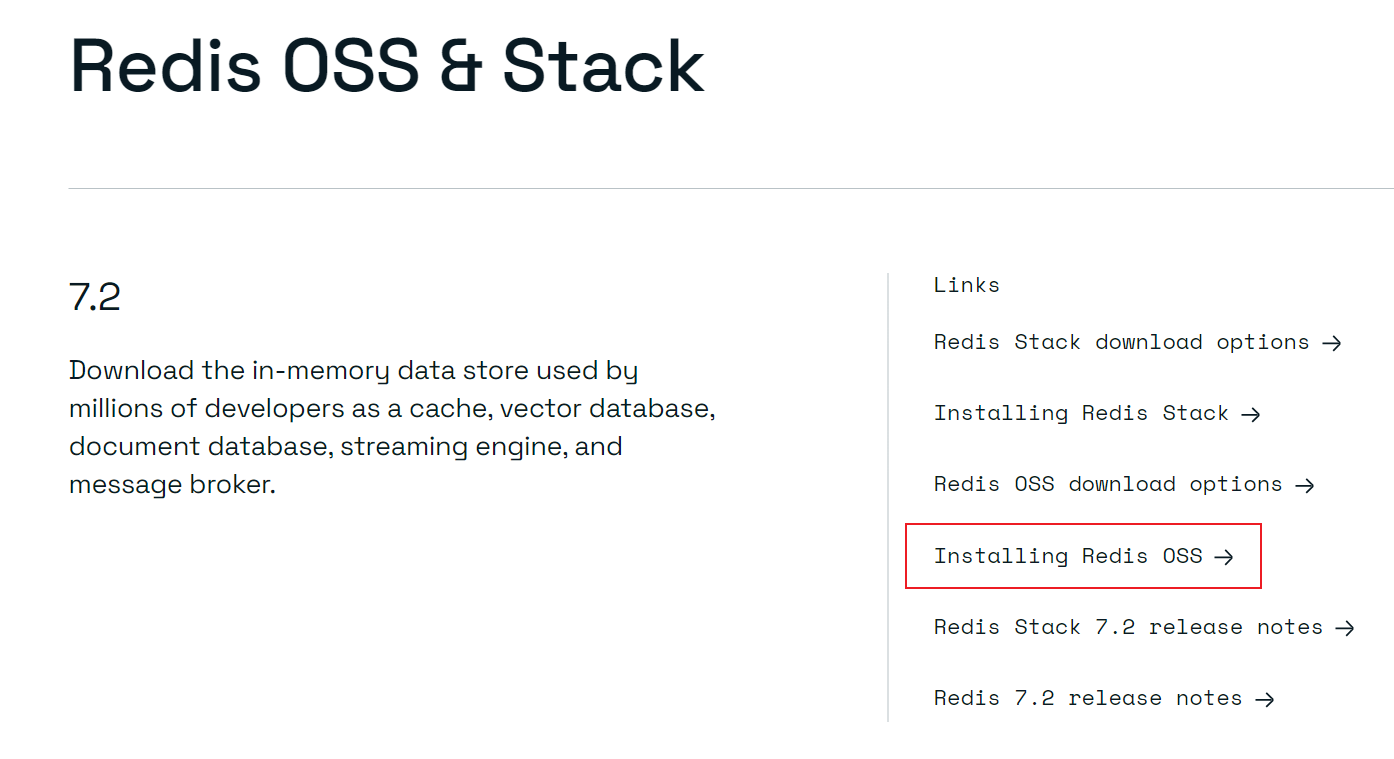 Redis OSS & Stack
7.2
Download the in-memory data store used by
millions of developers as a cache, vector database,
document database, streaming engine, and
message broker.
Links
Redis Stack download options →
Installing Redis Stack →
Redis OSS download options →
Installing Redis OSS →
Redis Stack 7.2 release notes →
Redis 7.2 release notes →